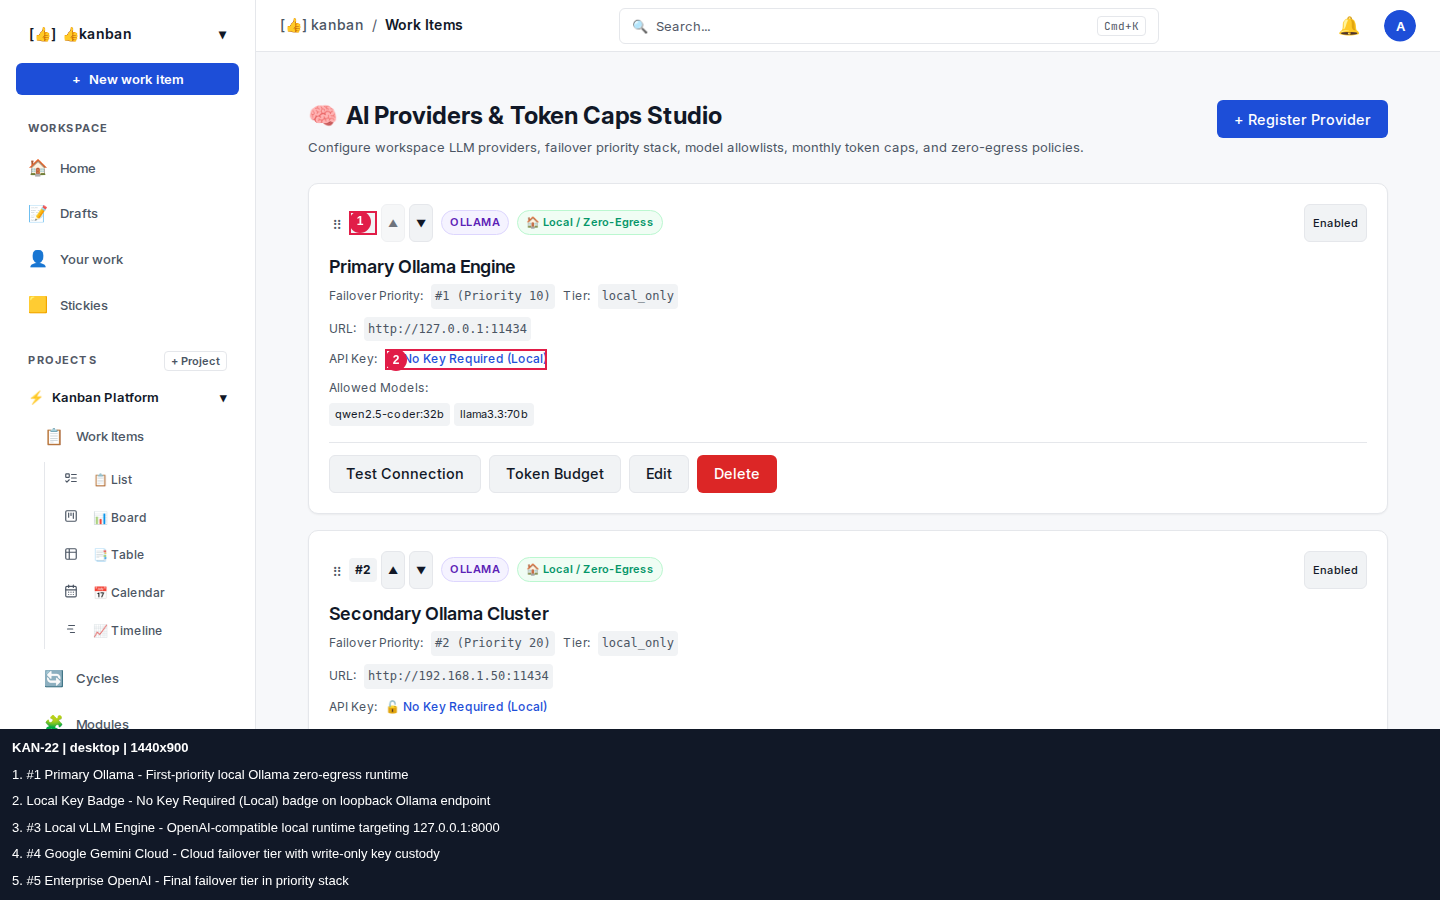 [👍] 👍kanban ▼
+ New work item
WORKSPACE
🏠 Home
📝 Drafts
👤 Your work
🟨 Stickies
PROJECTS + Project
⚡ Kanban Platform ▼
📋 Work Items
📋 List
📊 Board
📑 Table
📅 Calendar
📈 Timeline
🔄 Cycles
🧩 Modules
[👍] kanban / Work Items
🔍 Search... Cmd+K
🔔 A
🧠 AI Providers & Token Caps Studio
+ Register Provider
Configure workspace LLM providers, failover priority stack, model allowlists, monthly token caps, and zero-egress policies.
1 ▲ ▼ OLLAMA 🏠 Local / Zero-Egress Enabled
Primary Ollama Engine
Failover Priority: #1 (Priority 10) Tier: local_only
URL: http://127.0.0.1:11434
API Key: 2 No Key Required (Local)
Allowed Models:
qwen2.5-coder:32b llama3.3:70b
Test Connection Token Budget Edit Delete
#2 ▲ ▼ OLLAMA 🏠 Local / Zero-Egress Enabled
Secondary Ollama Cluster
Failover Priority: #2 (Priority 20) Tier: local_only
URL: http://192.168.1.50:11434
API Key: 🔓 No Key Required (Local)
KAN-22 | desktop | 1440x900
1. #1 Primary Ollama - First-priority local Ollama zero-egress runtime
2. Local Key Badge - No Key Required (Local) badge on loopback Ollama endpoint
3. #3 Local vLLM Engine - OpenAI-compatible local runtime targeting 127.0.0.1:8000
4. #4 Google Gemini Cloud - Cloud failover tier with write-only key custody
5. #5 Enterprise OpenAI - Final failover tier in priority stack